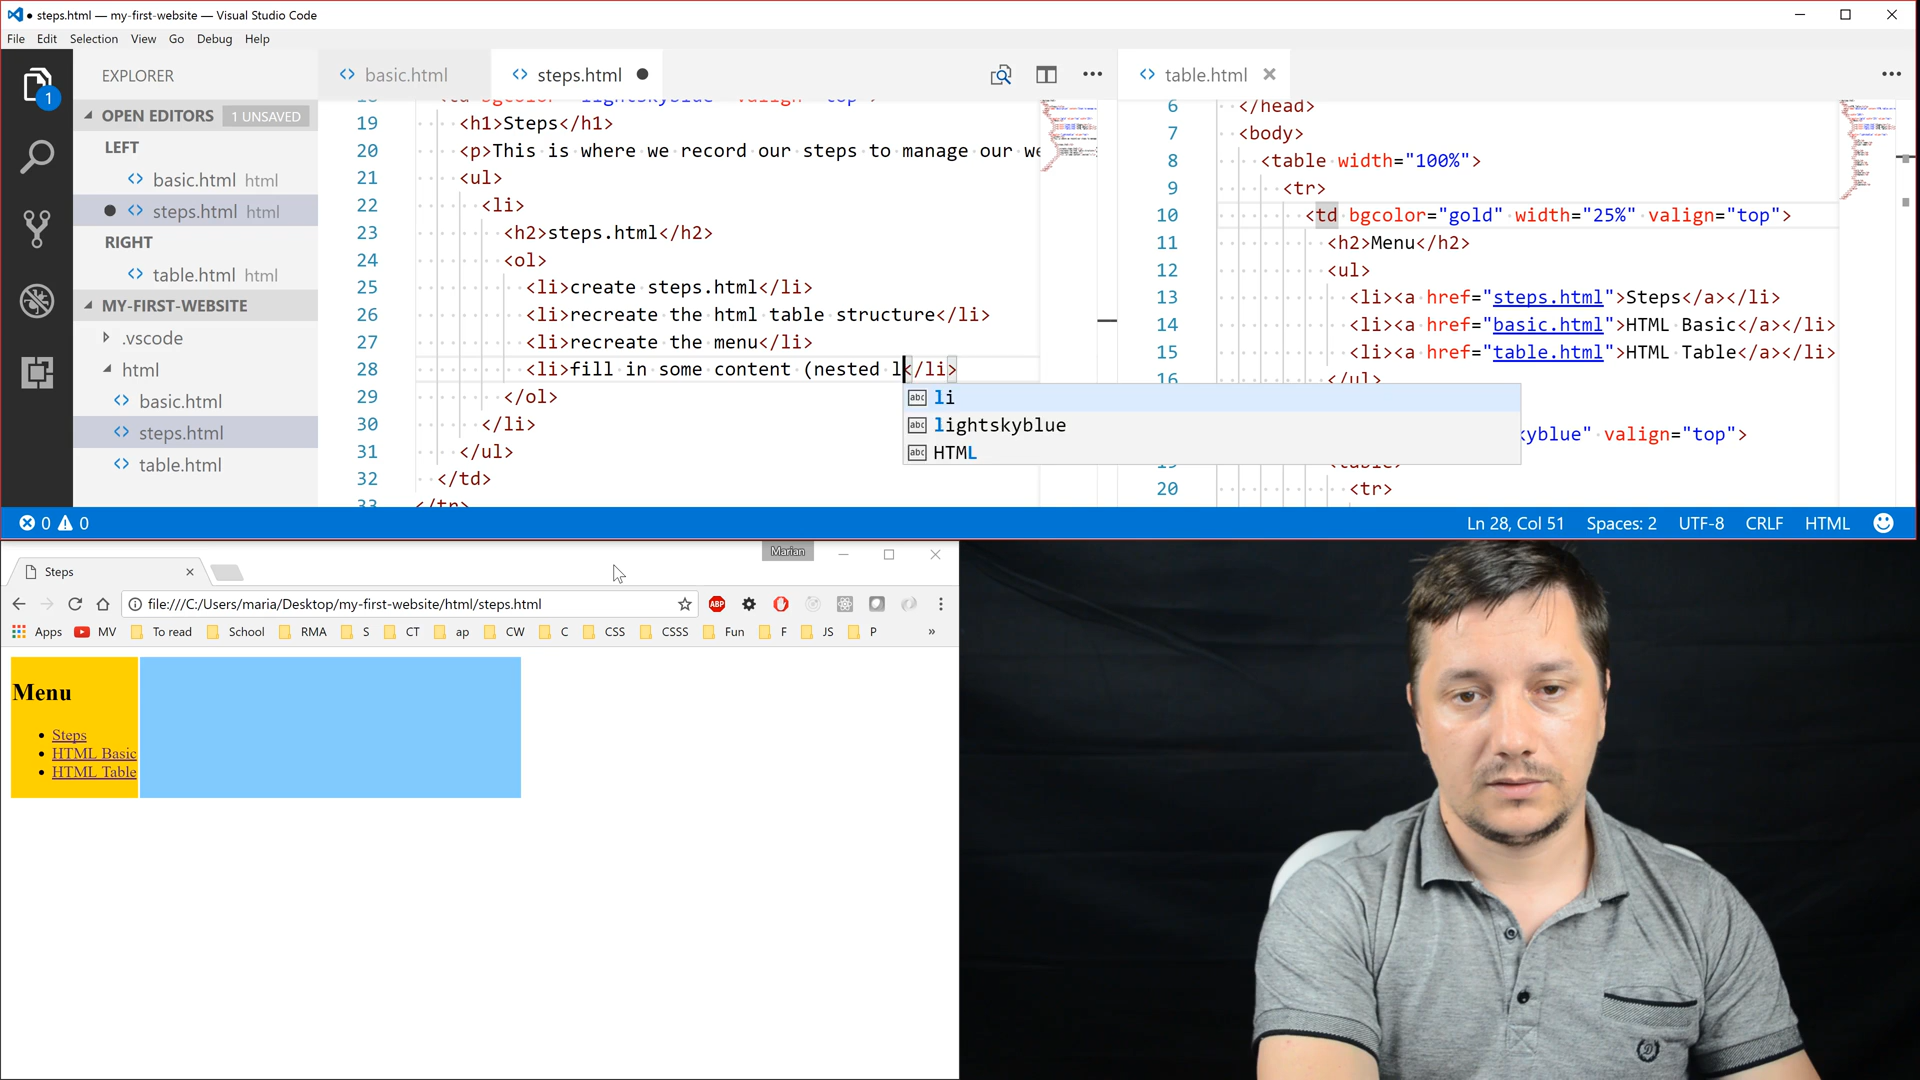 ● steps.html — my-first-website — Visual Studio Code
File Edit Selection View Go Debug Help
EXPLORER
1
OPEN EDITORS 1 UNSAVED
LEFT
basic.html html
steps.html html
RIGHT
table.html html
MY-FIRST-WEBSITE
.vscode
html
basic.html
steps.html
table.html
basic.html
steps.html
19 <h1>Steps</h1>
20 <p>This is where we record our steps to manage our we
21 <ul>
22 <li>
23 <h2>steps.html</h2>
24 <ol>
25 <li>create steps.html</li>
26 <li>recreate the html table structure</li>
27 <li>recreate the menu</li>
28 <li>fill in some content (nested l</li>
29 </ol>
30 </li>
31 </ul>
32 </td>
33 </tr>
li
lightskyblue
HTML
table.html
6 </head>
7 <body>
8 <table width="100%">
9 <tr>
10 <td bgcolor="gold" width="25%" valign="top">
11 <h2>Menu</h2>
12 <ul>
13 <li><a href="steps.html">Steps</a></li>
14 <li><a href="basic.html">HTML Basic</a></li>
15 <li><a href="table.html">HTML Table</a></li>
16 </ul>
kyblue" valign="top">
<table>
20 <tr>
0 0
Ln 28, Col 51 Spaces: 2 UTF-8 CRLF HTML
Marian
Steps
file:///C:/Users/maria/Desktop/my-first-website/html/steps.html
ABP
Apps MV To read School RMA S CT ap CW C CSS CSSS Fun F JS P »
Menu
Steps
HTML Basic
HTML Table